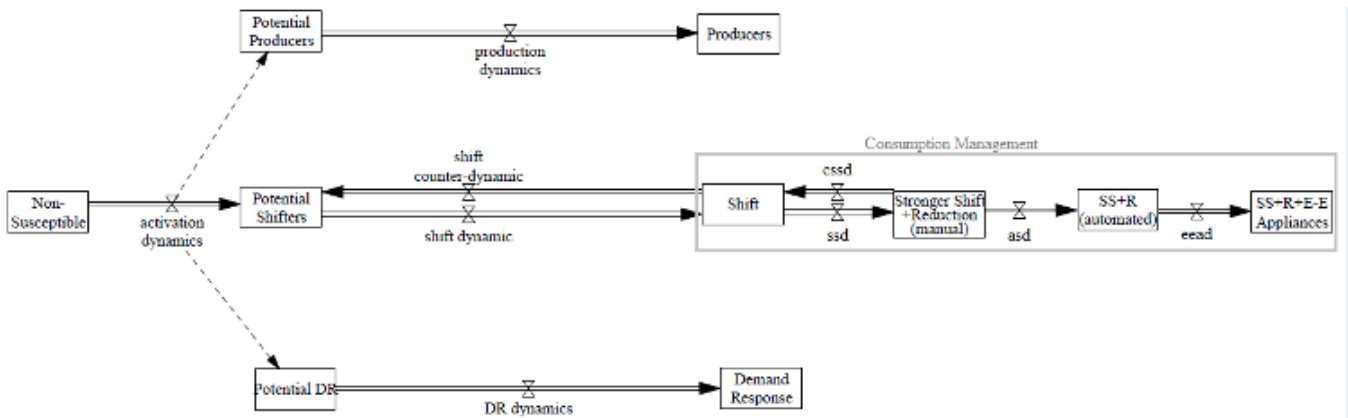 Potential
Producers
production
dynamics
Producers
Consumption Management
Non-
Susceptible
activation
dynamics
Potential
Shifters
shift
counter-dynamic
shift dynamic
Shift
cssd
ssd
Stronger Shift
+Reduction
(manual)
asd
SS+R
(automated)
eead
SS+R+E-E
Appliances
Potential DR
DR dynamics
Demand
Response